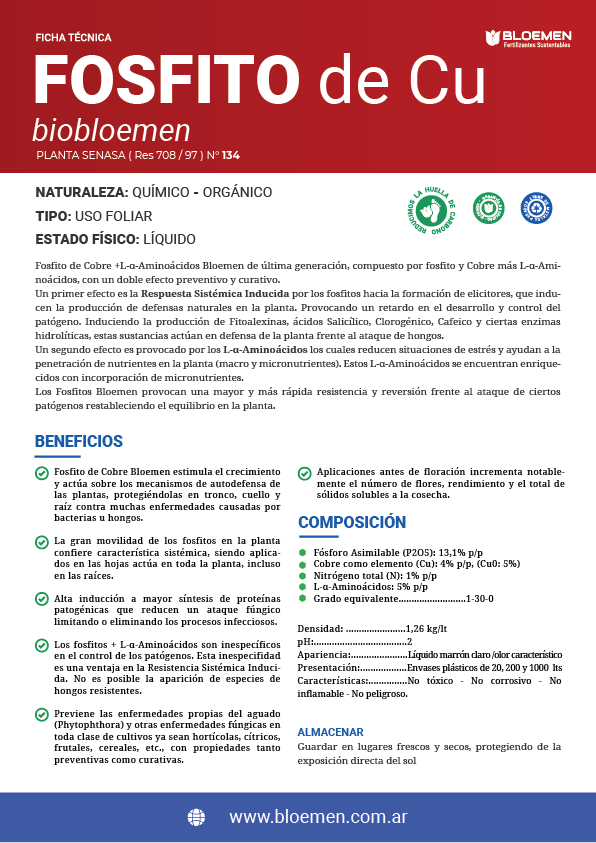 FICHA TÉCNICA
BLOEMEN
Fertilizantes Sustentables
FOSFITO de Cu
biobloemen
PLANTA SENASA ( Res 708 / 97 ) Nº 134
NATURALEZA: QUÍMICO - ORGÁNICO
TIPO: USO FOLIAR
ESTADO FÍSICO: LÍQUIDO
REDUCIMOS LA HUELLA DE CARBONO
Fosfito de Cobre +L-α-Aminoácidos Bloemen de última generación, compuesto por fosfito y Cobre más L-α-Ami-
noácidos, con un doble efecto preventivo y curativo.
Un primer efecto es la Respuesta Sistémica Inducida por los fosfitos hacia la formación de elicitores, que indu-
cen la producción de defensas naturales en la planta. Provocando un retardo en el desarrollo y control del
patógeno. Induciendo la producción de Fitoalexinas, ácidos Salicílico, Clorogénico, Cafeico y ciertas enzimas
hidrolíticas, estas sustancias actúan en defensa de la planta frente al ataque de hongos.
Un segundo efecto es provocado por los L-α-Aminoácidos los cuales reducen situaciones de estrés y ayudan a la
penetración de nutrientes en la planta (macro y micronutrientes). Estos L-α-Aminoácidos se encuentran enrique-
cidos con incorporación de micronutrientes.
Los Fosfitos Bloemen provocan una mayor y más rápida resistencia y reversión frente al ataque de ciertos
patógenos restableciendo el equilibrio en la planta.
BENEFICIOS
Fosfito de Cobre Bloemen estimula el crecimiento
y actúa sobre los mecanismos de autodefensa de
las plantas, protegiéndolas en tronco, cuello y
raíz contra muchas enfermedades causadas por
bacterias u hongos.
La gran movilidad de los fosfitos en la planta
confiere característica sistémica, siendo aplica-
dos en las hojas actúa en toda la planta, incluso
en las raíces.
Alta inducción a mayor síntesis de proteínas
patogénicas que reducen un ataque fúngico
limitando o eliminando los procesos infecciosos.
Los fosfitos + L-α-Aminoácidos son inespecíficos
en el control de los patógenos. Esta inespecifidad
es una ventaja en la Resistencia Sistémica Induci-
da. No es posible la aparición de especies de
hongos resistentes.
Previene las enfermedades propias del aguado
(Phytophthora) y otras enfermedades fúngicas en
toda clase de cultivos ya sean hortícolas, cítricos,
frutales, cereales, etc., con propiedades tanto
preventivas como curativas.
Aplicaciones antes de floración incrementa notable-
mente el número de flores, rendimiento y el total de
sólidos solubles a la cosecha.
COMPOSICIÓN
Fósforo Asimilable (P2O5): 13,1% p/p
Cobre como elemento (Cu): 4% p/p, (Cu0: 5%)
Nitrógeno total (N): 1% p/p
L-α-Aminoácidos: 5% p/p
Grado equivalente..........................1-30-0
Densidad: .......................1,26 kg/lt
pH:....................................2
Apariencia:......................Líquido marrón claro /olor característico
Presentación:..................Envases plásticos de 20, 200 y 1000 lts
Características:...............No tóxico - No corrosivo - No
inflamable - No peligroso.
ALMACENAR
Guardar en lugares frescos y secos, protegiendo de la
exposición directa del sol
www.bloemen.com.ar